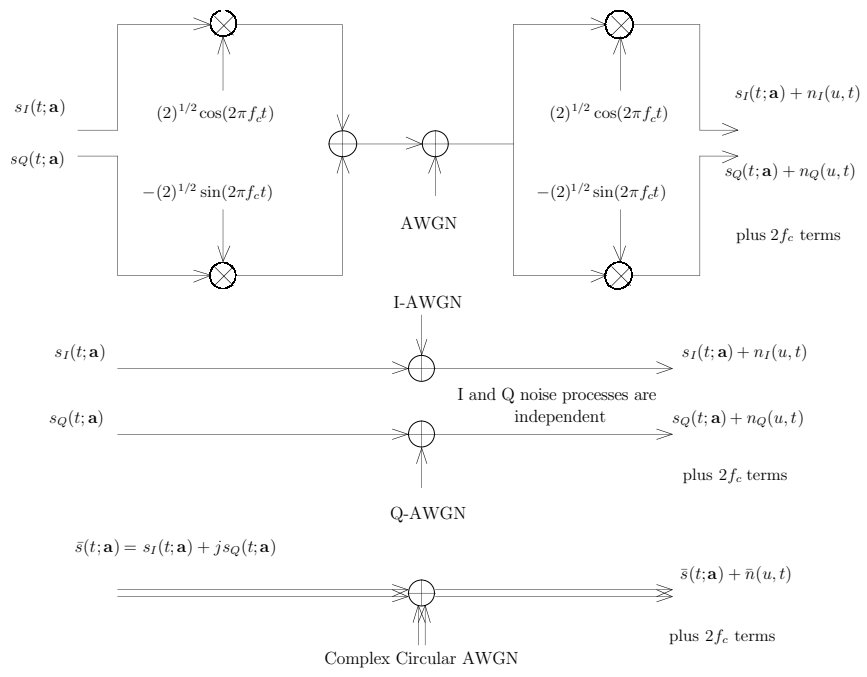 s_I(t; a)
(2)^{1/2} cos(2πf_c t)
(2)^{1/2} cos(2πf_c t)
s_I(t; a) + n_I(u, t)
s_Q(t; a)
s_Q(t; a) + n_Q(u, t)
−(2)^{1/2} sin(2πf_c t)
−(2)^{1/2} sin(2πf_c t)
AWGN
plus 2f_c terms
I-AWGN
s_I(t; a)
s_I(t; a) + n_I(u, t)
I and Q noise processes are
independent
s_Q(t; a)
s_Q(t; a) + n_Q(u, t)
plus 2f_c terms
Q-AWGN
s̄(t; a) = s_I(t; a) + js_Q(t; a)
s̄(t; a) + n̄(u, t)
plus 2f_c terms
Complex Circular AWGN